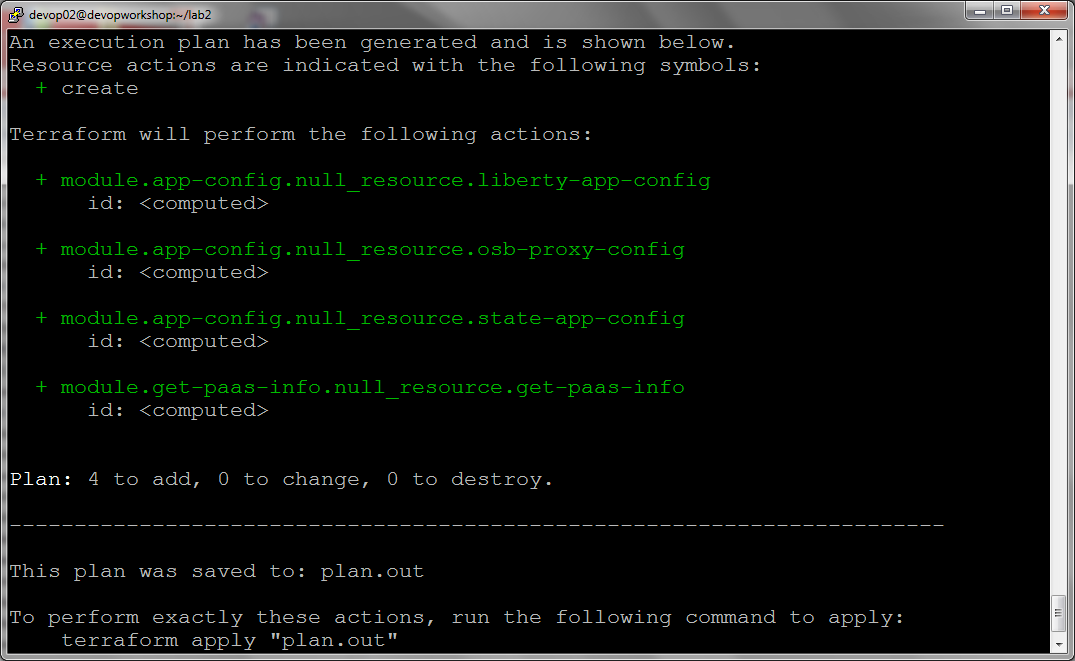 devop02@devopworkshop:~/lab2
An execution plan has been generated and is shown below.
Resource actions are indicated with the following symbols:
  + create
Terraform will perform the following actions:
  + module.app-config.null_resource.liberty-app-config
      id: <computed>
  + module.app-config.null_resource.osb-proxy-config
      id: <computed>
  + module.app-config.null_resource.state-app-config
      id: <computed>
  + module.get-paas-info.null_resource.get-paas-info
      id: <computed>
Plan: 4 to add, 0 to change, 0 to destroy.
------------------------------------------------------------------------
This plan was saved to: plan.out
To perform exactly these actions, run the following command to apply:
    terraform apply "plan.out"